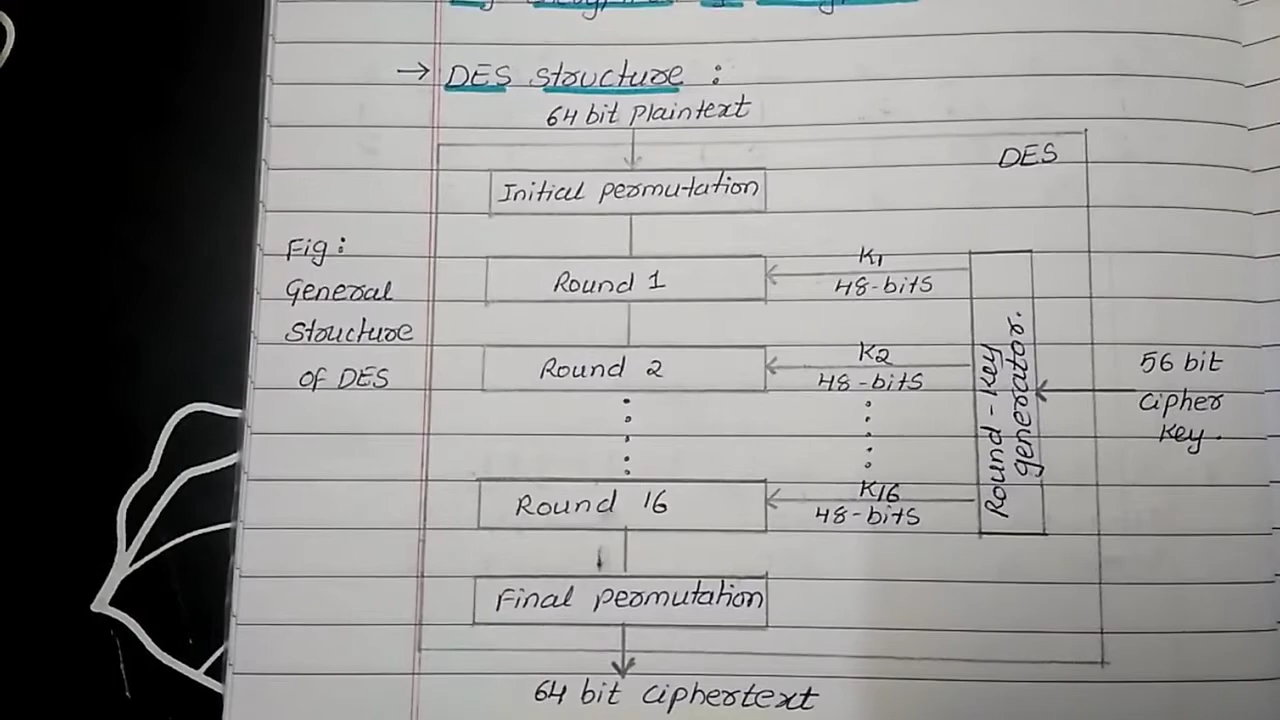 → DES structure :
64 bit plaintext
DES
Initial permutation
Fig :
General
Structure
of DES
Round 1
K1
48-bits
Round 2
K2
48-bits
Round 16
K16
48-bits
Round-Key
generator.
56 bit
cipher
key.
Final permutation
64 bit ciphertext